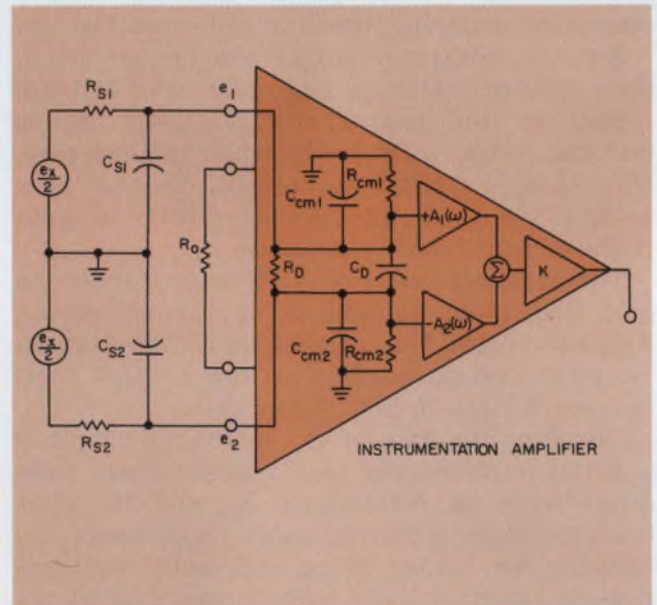 R_S1
e_1
e_x/2
C_S1
C_cm1
R_cm1
+A_1(ω)
R_O
R_D
C_D
Σ
K
e_x/2
C_S2
C_cm2
R_cm2
-A_2(ω)
R_S2
e_2
INSTRUMENTATION AMPLIFIER